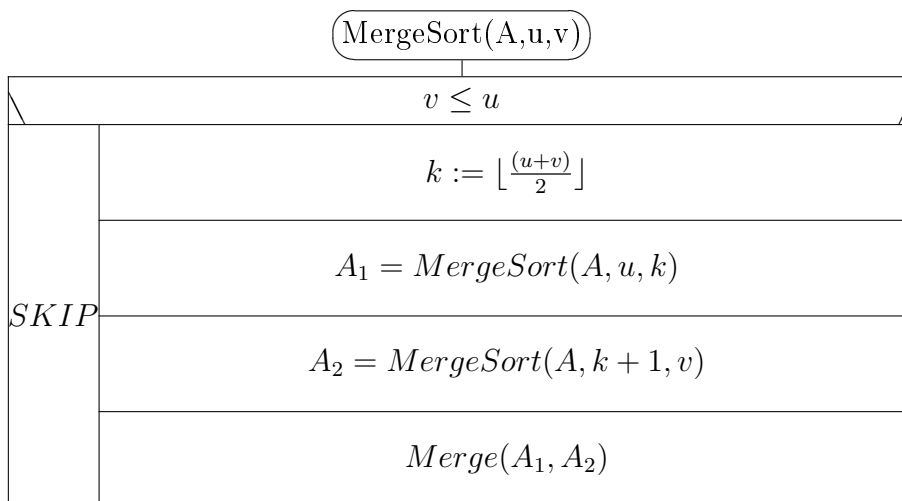 MergeSort(A,u,v)
v ≤ u
k := ⌊(u+v)/2⌋
A₁ = MergeSort(A, u, k)
SKIP
A₂ = MergeSort(A, k + 1, v)
Merge(A₁, A₂)